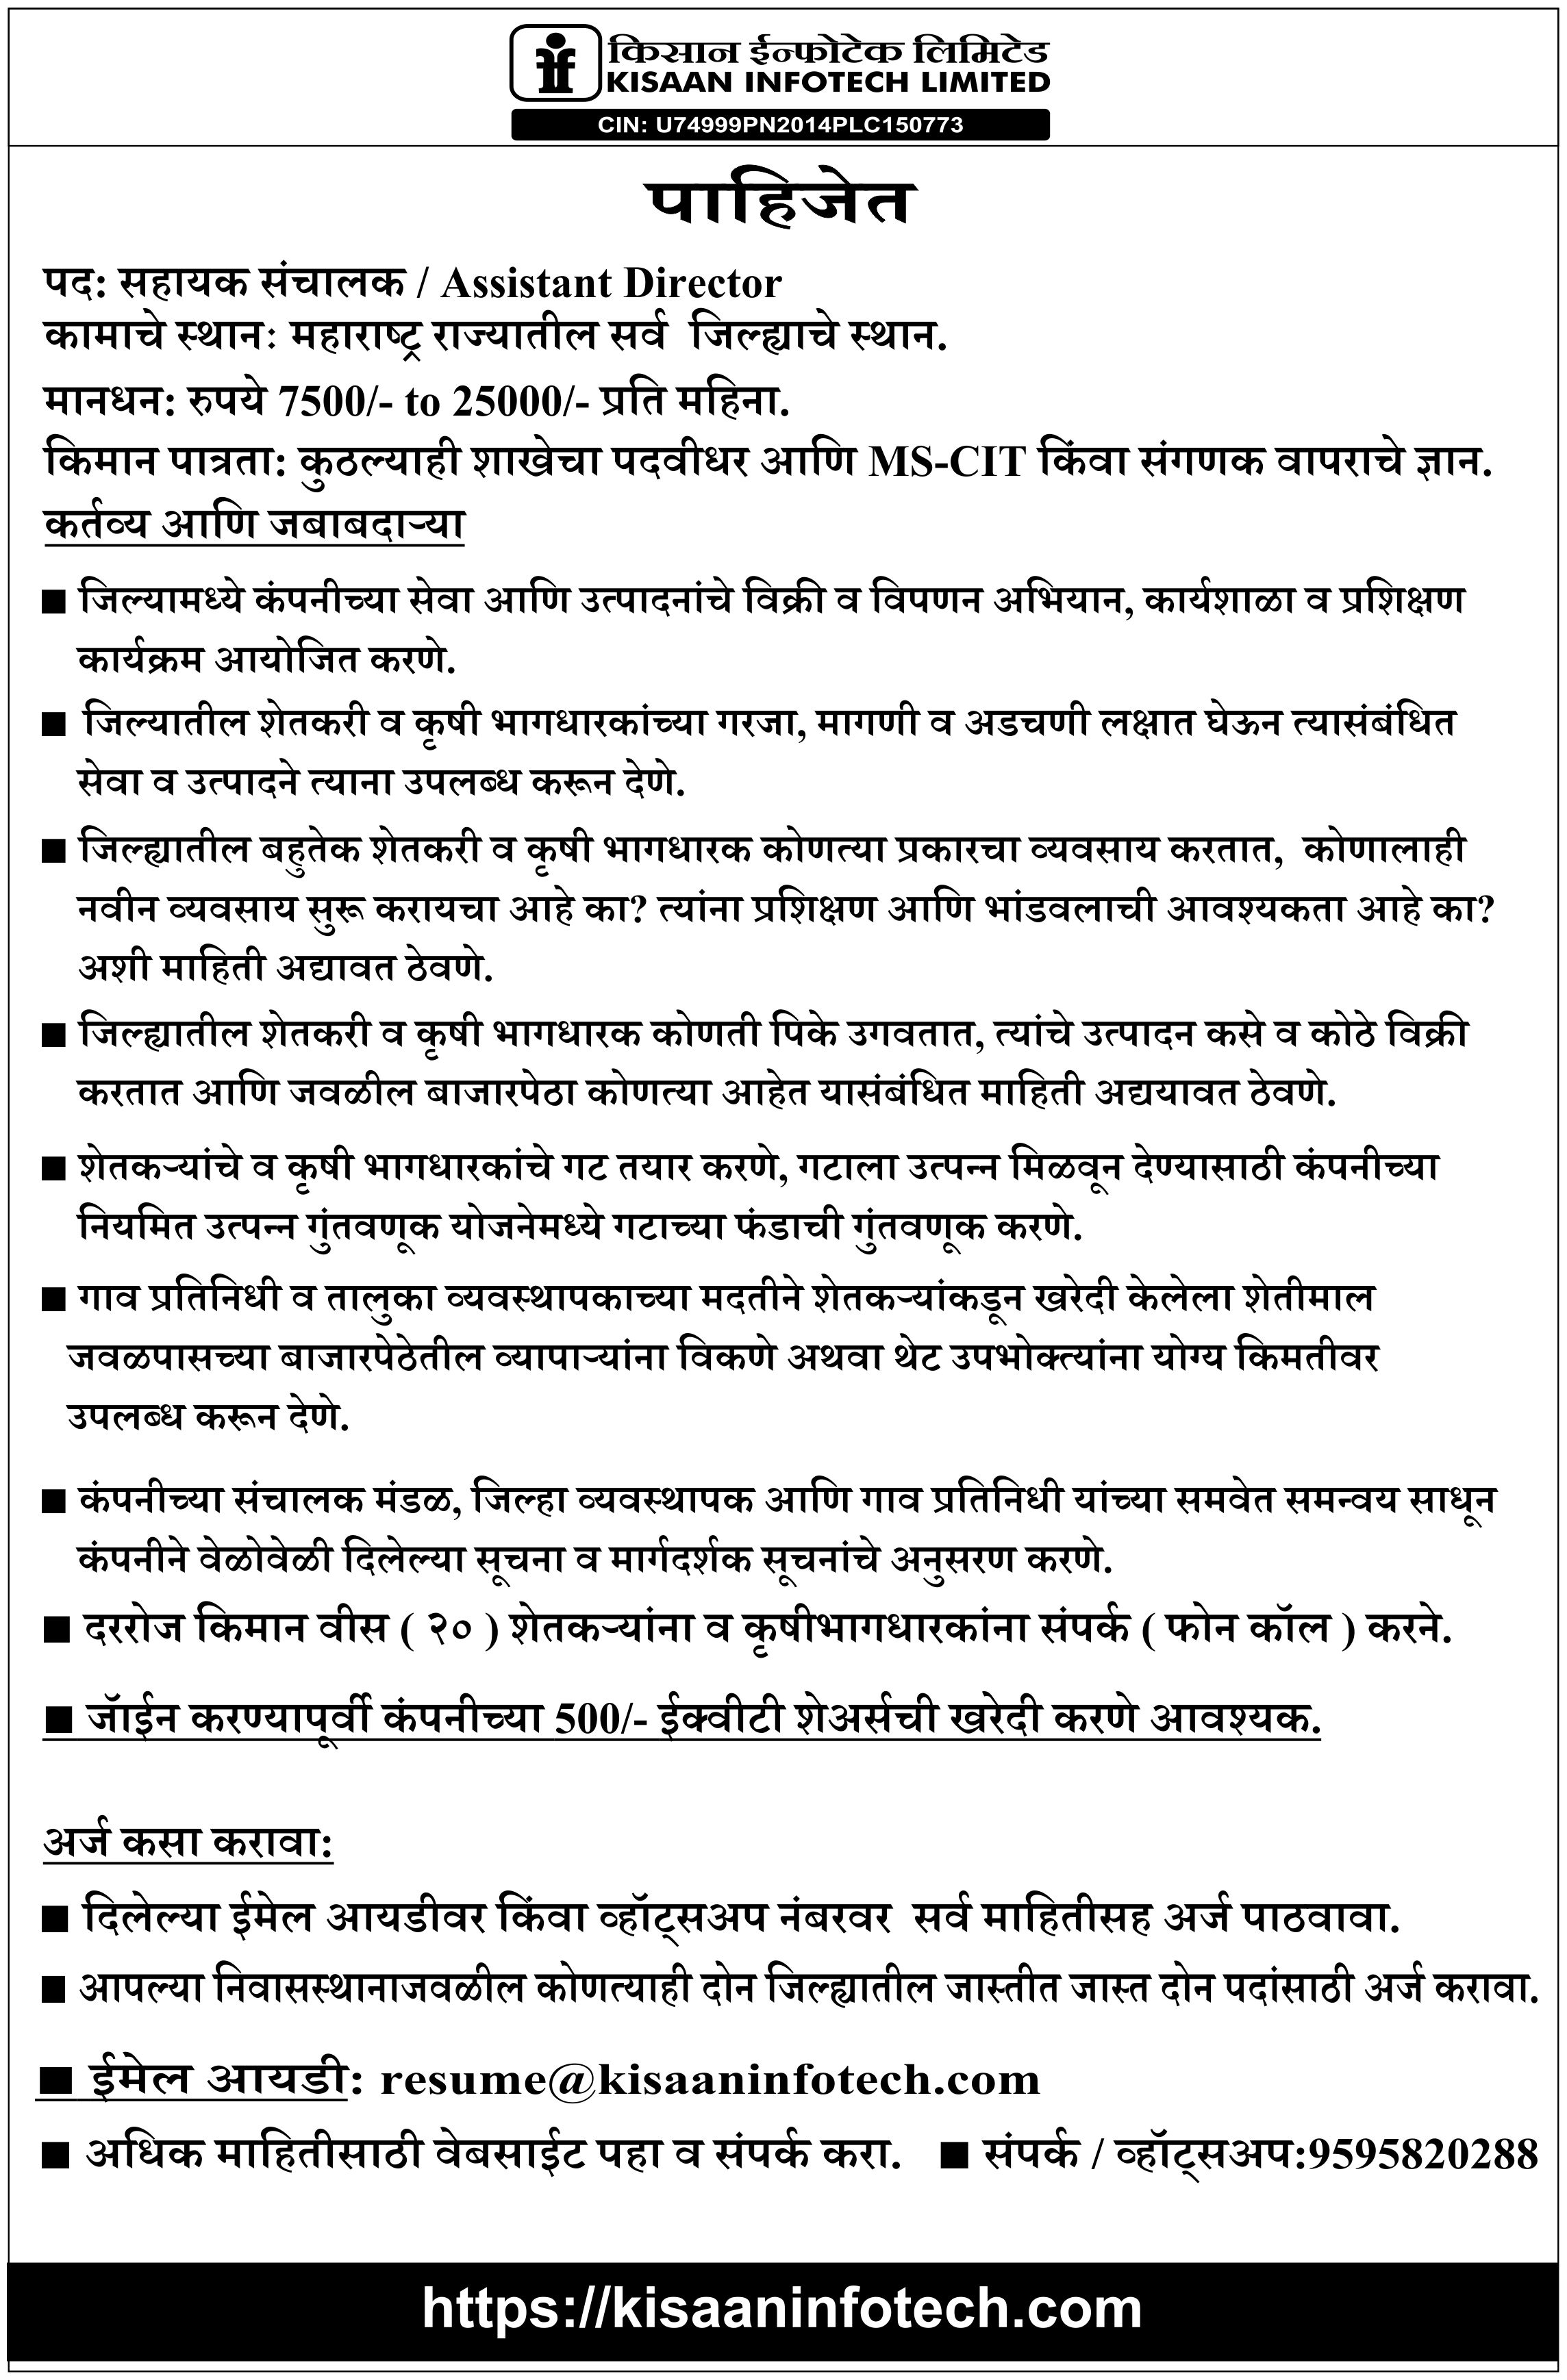 किसान ईन्फोटेक लिमिटेड
KISAAN INFOTECH LIMITED
CIN: U74999PN2014PLC150773
पाहिजेत
पद: सहायक संचालक / Assistant Director
कामाचे स्थान: महाराष्ट्र राज्यातील सर्व जिल्ह्याचे स्थान.
मानधन: रुपये 7500/- to 25000/- प्रति महिना.
किमान पात्रता: कुठल्याही शाखेचा पदवीधर आणि MS-CIT किंवा संगणक वापराचे ज्ञान.
कर्तव्य आणि जबाबदाऱ्या
■ जिल्यामध्ये कंपनीच्या सेवा आणि उत्पादनांचे विक्री व विपणन अभियान, कार्यशाळा व प्रशिक्षण
कार्यक्रम आयोजित करणे.
■ जिल्यातील शेतकरी व कृषी भागधारकांच्या गरजा, मागणी व अडचणी लक्षात घेऊन त्यासंबंधित
सेवा व उत्पादने त्याना उपलब्ध करून देणे.
■ जिल्ह्यातील बहुतेक शेतकरी व कृषी भागधारक कोणत्या प्रकारचा व्यवसाय करतात, कोणालाही
नवीन व्यवसाय सुरू करायचा आहे का? त्यांना प्रशिक्षण आणि भांडवलाची आवश्यकता आहे का?
अशी माहिती अद्यावत ठेवणे.
■ जिल्ह्यातील शेतकरी व कृषी भागधारक कोणती पिके उगवतात, त्यांचे उत्पादन कसे व कोठे विक्री
करतात आणि जवळील बाजारपेठा कोणत्या आहेत यासंबंधित माहिती अद्ययावत ठेवणे.
■ शेतकऱ्यांचे व कृषी भागधारकांचे गट तयार करणे, गटाला उत्पन्न मिळवून देण्यासाठी कंपनीच्या
नियमित उत्पन्न गुंतवणूक योजनेमध्ये गटाच्या फंडाची गुंतवणूक करणे.
■ गाव प्रतिनिधी व तालुका व्यवस्थापकाच्या मदतीने शेतकऱ्यांकडून खरेदी केलेला शेतीमाल
जवळपासच्या बाजारपेठेतील व्यापाऱ्यांना विकणे अथवा थेट उपभोक्त्यांना योग्य किमतीवर
उपलब्ध करून देणे.
■ कंपनीच्या संचालक मंडळ, जिल्हा व्यवस्थापक आणि गाव प्रतिनिधी यांच्या समवेत समन्वय साधून
कंपनीने वेळोवेळी दिलेल्या सूचना व मार्गदर्शक सूचनांचे अनुसरण करणे.
■ दररोज किमान वीस ( २० ) शेतकऱ्यांना व कृषीभागधारकांना संपर्क ( फोन कॉल ) करने.
■ जॉईन करण्यापूर्वी कंपनीच्या 500/- ईक्वीटी शेअर्सची खरेदी करणे आवश्यक.
अर्ज कसा करावा:
■ दिलेल्या ईमेल आयडीवर किंवा व्हॉट्सअप नंबरवर सर्व माहितीसह अर्ज पाठवावा.
■ आपल्या निवासस्थानाजवळील कोणत्याही दोन जिल्ह्यातील जास्तीत जास्त दोन पदांसाठी अर्ज करावा.
■ ईमेल आयडी: resume@kisaaninfotech.com
■ अधिक माहितीसाठी वेबसाईट पहा व संपर्क करा. ■ संपर्क / व्हॉट्सअप:9595820288
https://kisaaninfotech.com